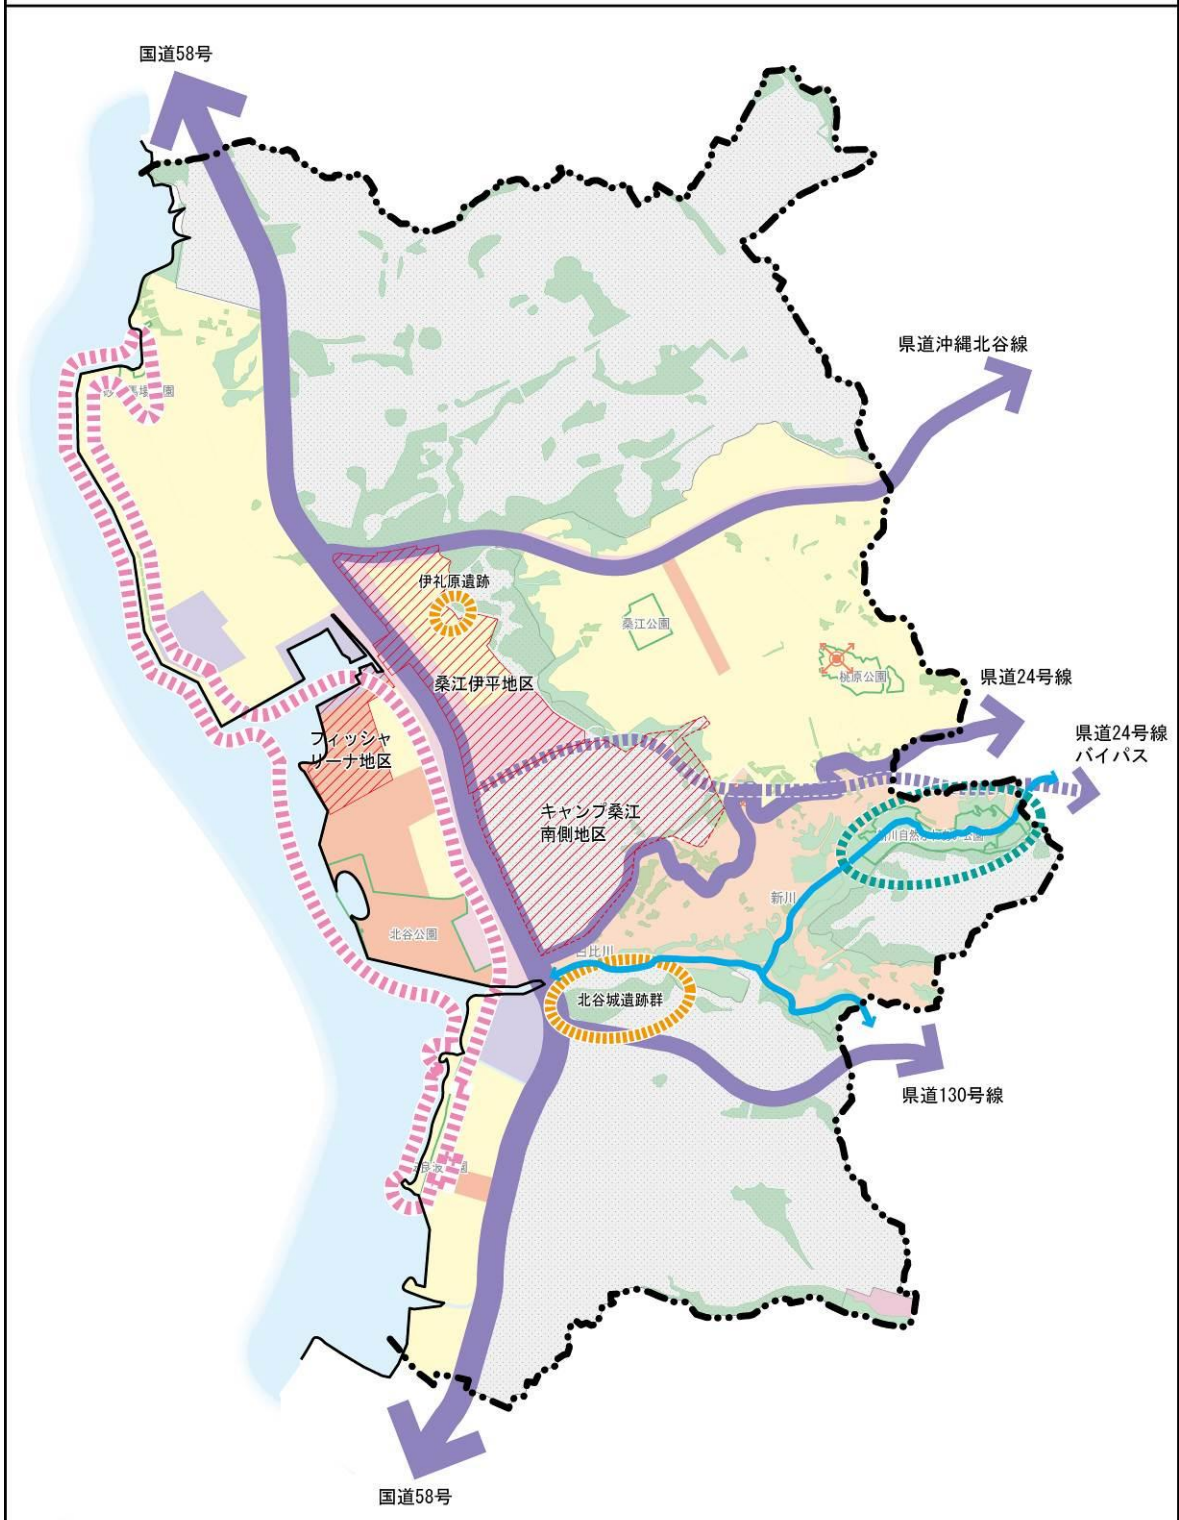 国道58号
県道沖縄北谷線
伊礼原遺跡
桑江公園
桃原公園
県道24号線
桑江伊平地区
県道24号線
バイパス
フィッシャ
リーナ地区
キャンプ桑江
南側地区
新川
北谷公園
北谷城遺跡群
県道130号線
国道58号